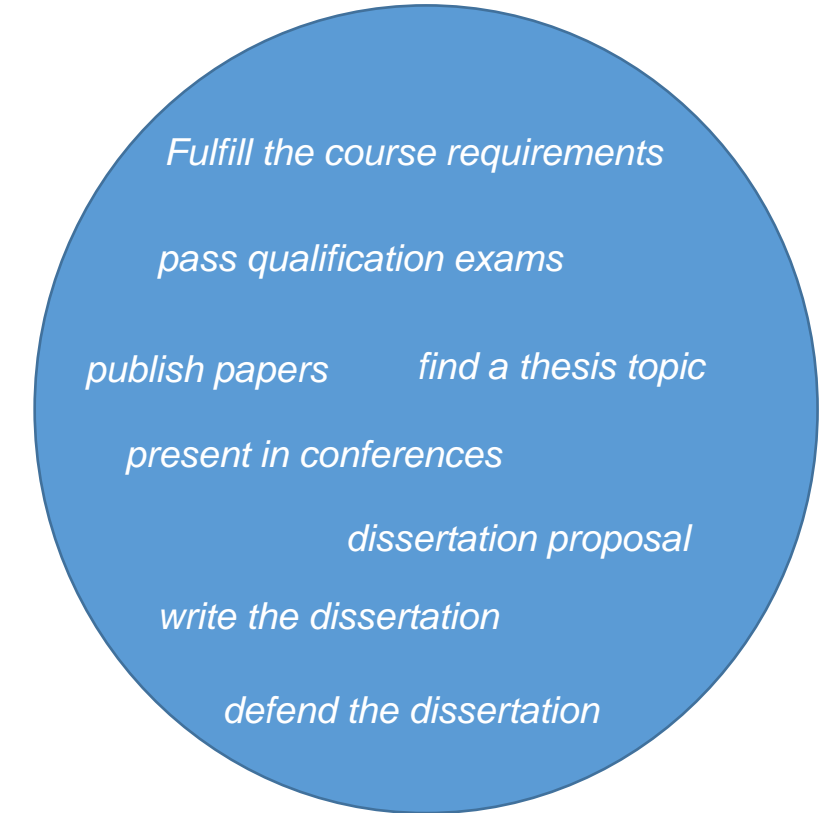 Fulfill the course requirements
pass qualification exams
publish papers
find a thesis topic
present in conferences
dissertation proposal
write the dissertation
defend the dissertation